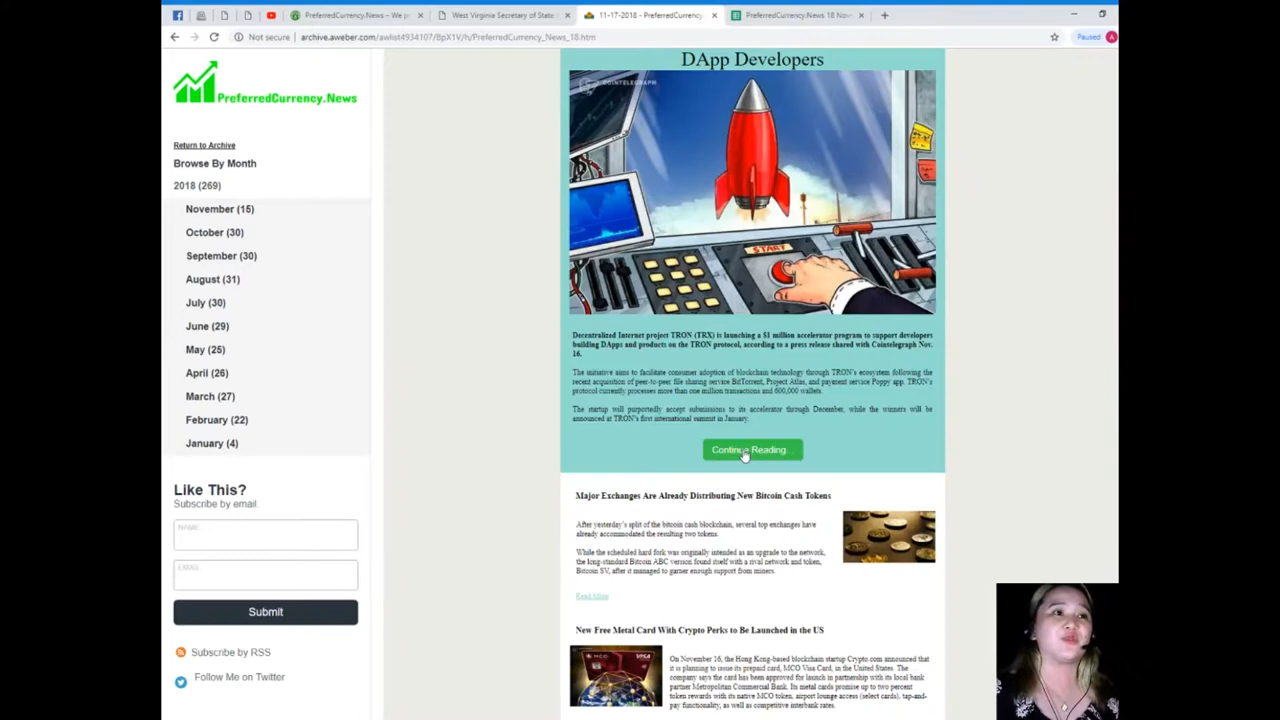 PreferredCurrency.News – We p
West Virginia Secretary of State
11-17-2018 - PreferredCurrency
PreferredCurrency.News 18 Nov
Not secure | archive.aweber.com/awlist4934107/8pX1V/h/PreferredCurrency_News_18.htm
Paused
A
PreferredCurrency.News
Return to Archive
Browse By Month
2018 (269)
November (15)
October (30)
September (30)
August (31)
July (30)
June (29)
May (25)
April (26)
March (27)
February (22)
January (4)
Like This?
Subscribe by email.
NAME
EMAIL
Submit
Subscribe by RSS
Follow Me on Twitter
DApp Developers
COINTELEGRAPH
START
Decentralized Internet project TRON (TRX) is launching a $1 million accelerator program to support developers
building DApps and products on the TRON protocol, according to a press release shared with Cointelegraph Nov.
16.
The initiative aims to facilitate consumer adoption of blockchain technology through TRON's ecosystem following the
recent acquisition of peer-to-peer file sharing service BitTorrent, Project Atlas, and payment service Poppy app. TRON's
protocol currently processes more than one million transactions and 600,000 wallets.
The startup will purportedly accept submissions to its accelerator through December, while the winners will be
announced at TRON's first international summit in January.
Continue Reading...
Major Exchanges Are Already Distributing New Bitcoin Cash Tokens
After yesterday's split of the bitcoin cash blockchain, several top exchanges have
already accommodated the resulting two tokens.
While the scheduled hard fork was originally intended as an upgrade to the network,
the long-standard Bitcoin ABC version found itself with a rival network and token,
Bitcoin SV, after it managed to garner enough support from miners.
Read More
New Free Metal Card With Crypto Perks to Be Launched in the US
MCO
VISA
On November 16, the Hong Kong-based blockchain startup Crypto.com announced that
it is planning to issue its prepaid card, MCO Visa Card, in the United States. The
company says the card has been approved for launch in partnership with its local bank
partner Metropolitan Commercial Bank. Its metal cards promise up to two percent
token rewards with its native MCO token, airport lounge access (select cards), tap-and-
pay functionality, as well as competitive interbank rates.